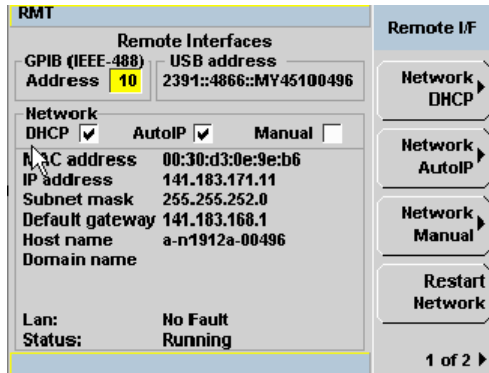 RMT
Remote Interfaces
GPIB (IEEE-488)
Address 10
USB address
2391::4866::MY45100496
Network
DHCP AutoIP Manual
MAC address 00:30:d3:0e:9e:b6
IP address 141.183.171.11
Subnet mask 255.255.252.0
Default gateway 141.183.168.1
Host name a-n1912a-00496
Domain name
Lan: No Fault
Status: Running
Remote I/F
Network
DHCP
Network
AutoIP
Network
Manual
Restart
Network
1 of 2